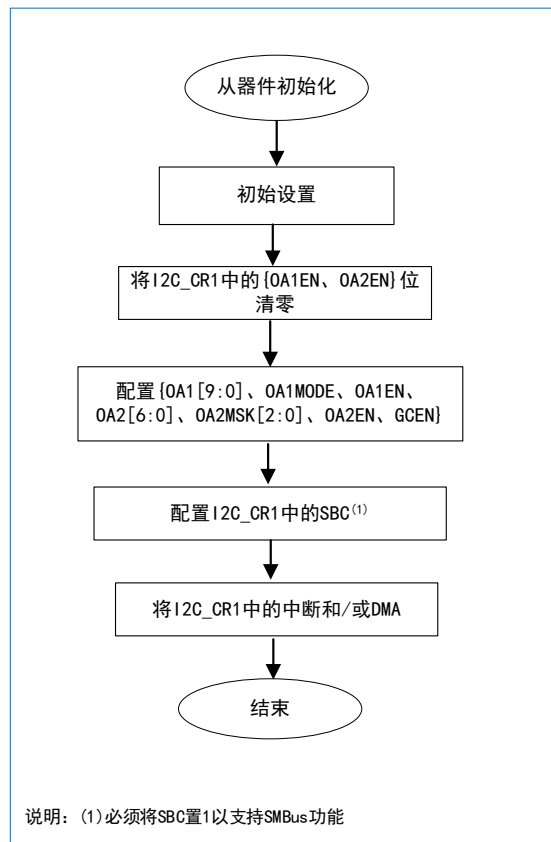 从器件初始化
初始设置
将I2C_CR1中的{OA1EN、OA2EN}位
清零
配置{OA1[9:0]、OA1MODE、OA1EN、
OA2[6:0]、OA2MSK[2:0]、OA2EN、GCEN}
配置I2C_CR1中的SBC(1)
将I2C_CR1中的中断和/或DMA
结束
说明：(1)必须将SBC置1以支持SMBus功能